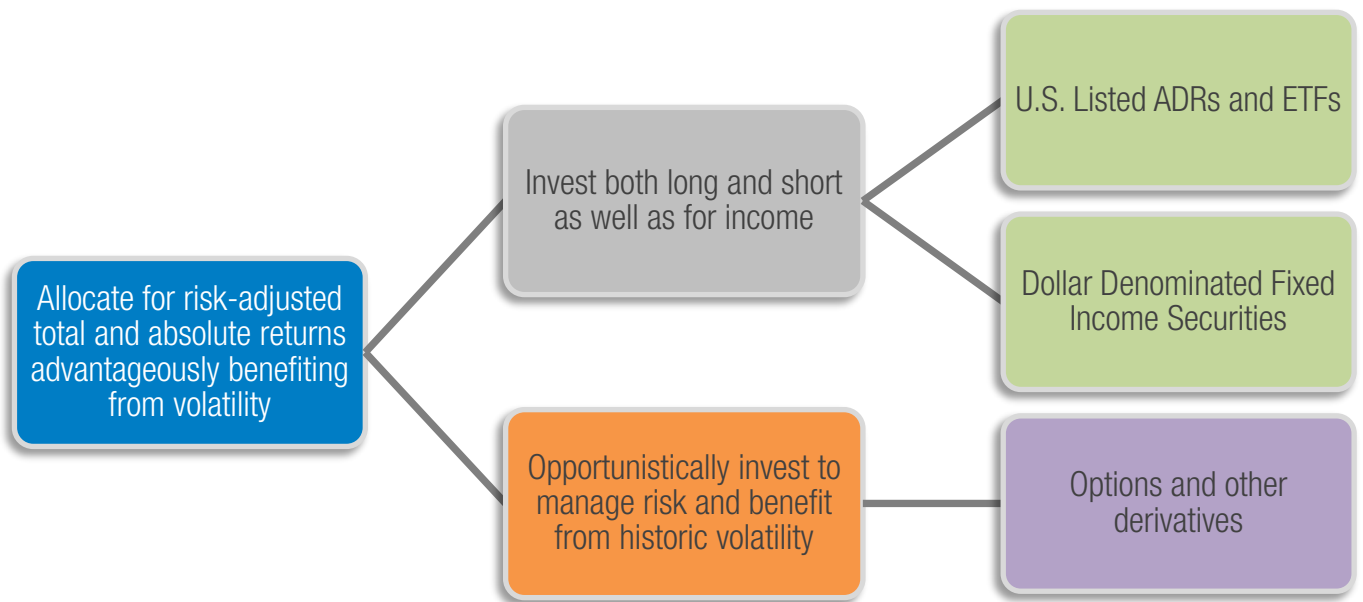 Allocate for risk-adjusted
total and absolute returns
advantageously benefiting
from volatility
Invest both long and short
as well as for income
U.S. Listed ADRs and ETFs
Dollar Denominated Fixed
Income Securities
Opportunistically invest to
manage risk and benefit
from historic volatility
Options and other
derivatives